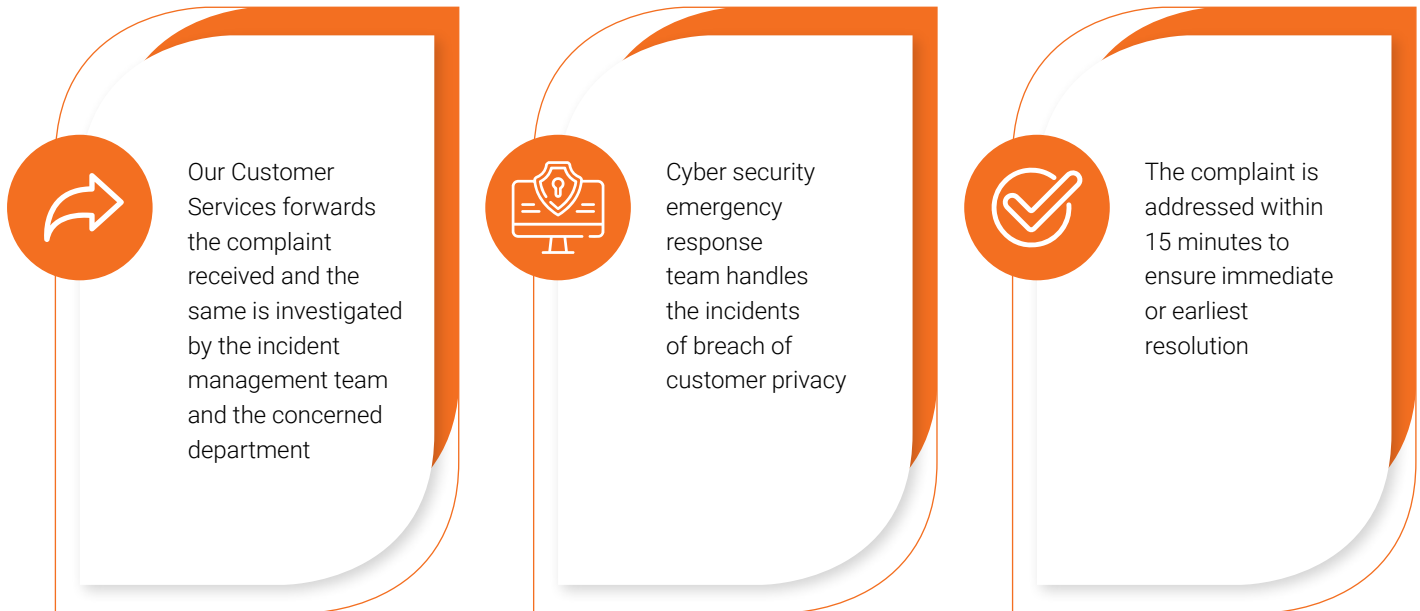 Our Customer
Services forwards
the complaint
received and the
same is investigated
by the incident
management team
and the concerned
department
Cyber security
emergency
response
team handles
the incidents
of breach of
customer privacy
The complaint is
addressed within
15 minutes to
ensure immediate
or earliest
resolution